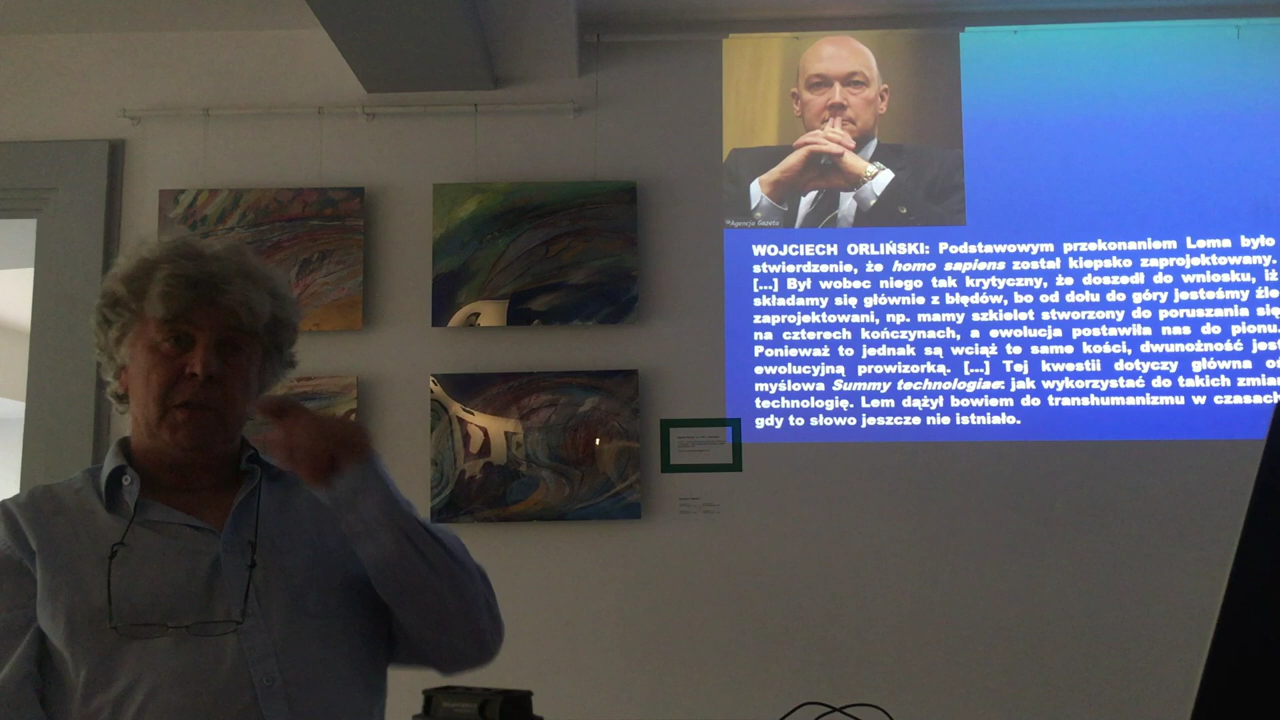 ©Agencja Gazeta
WOJCIECH ORLIŃSKI: Podstawowym przekonaniem Lema było
stwierdzenie, że homo sapiens został kiepsko zaprojektowany.
[...] Był wobec niego tak krytyczny, że doszedł do wniosku, iż
składamy się głównie z błędów, bo od dołu do góry jesteśmy źle
zaprojektowani, np. mamy szkielet stworzony do poruszania się
na czterech kończynach, a ewolucja postawiła nas do pionu.
Ponieważ to jednak są wciąż te same kości, dwunożność jest
ewolucyjną prowizorką. [...] Tej kwestii dotyczy główna
myślowa Summy technologiae: jak wykorzystać do takich zmian
technologię. Lem dążył bowiem do transhumanizmu w czasach
gdy to słowo jeszcze nie istniało.